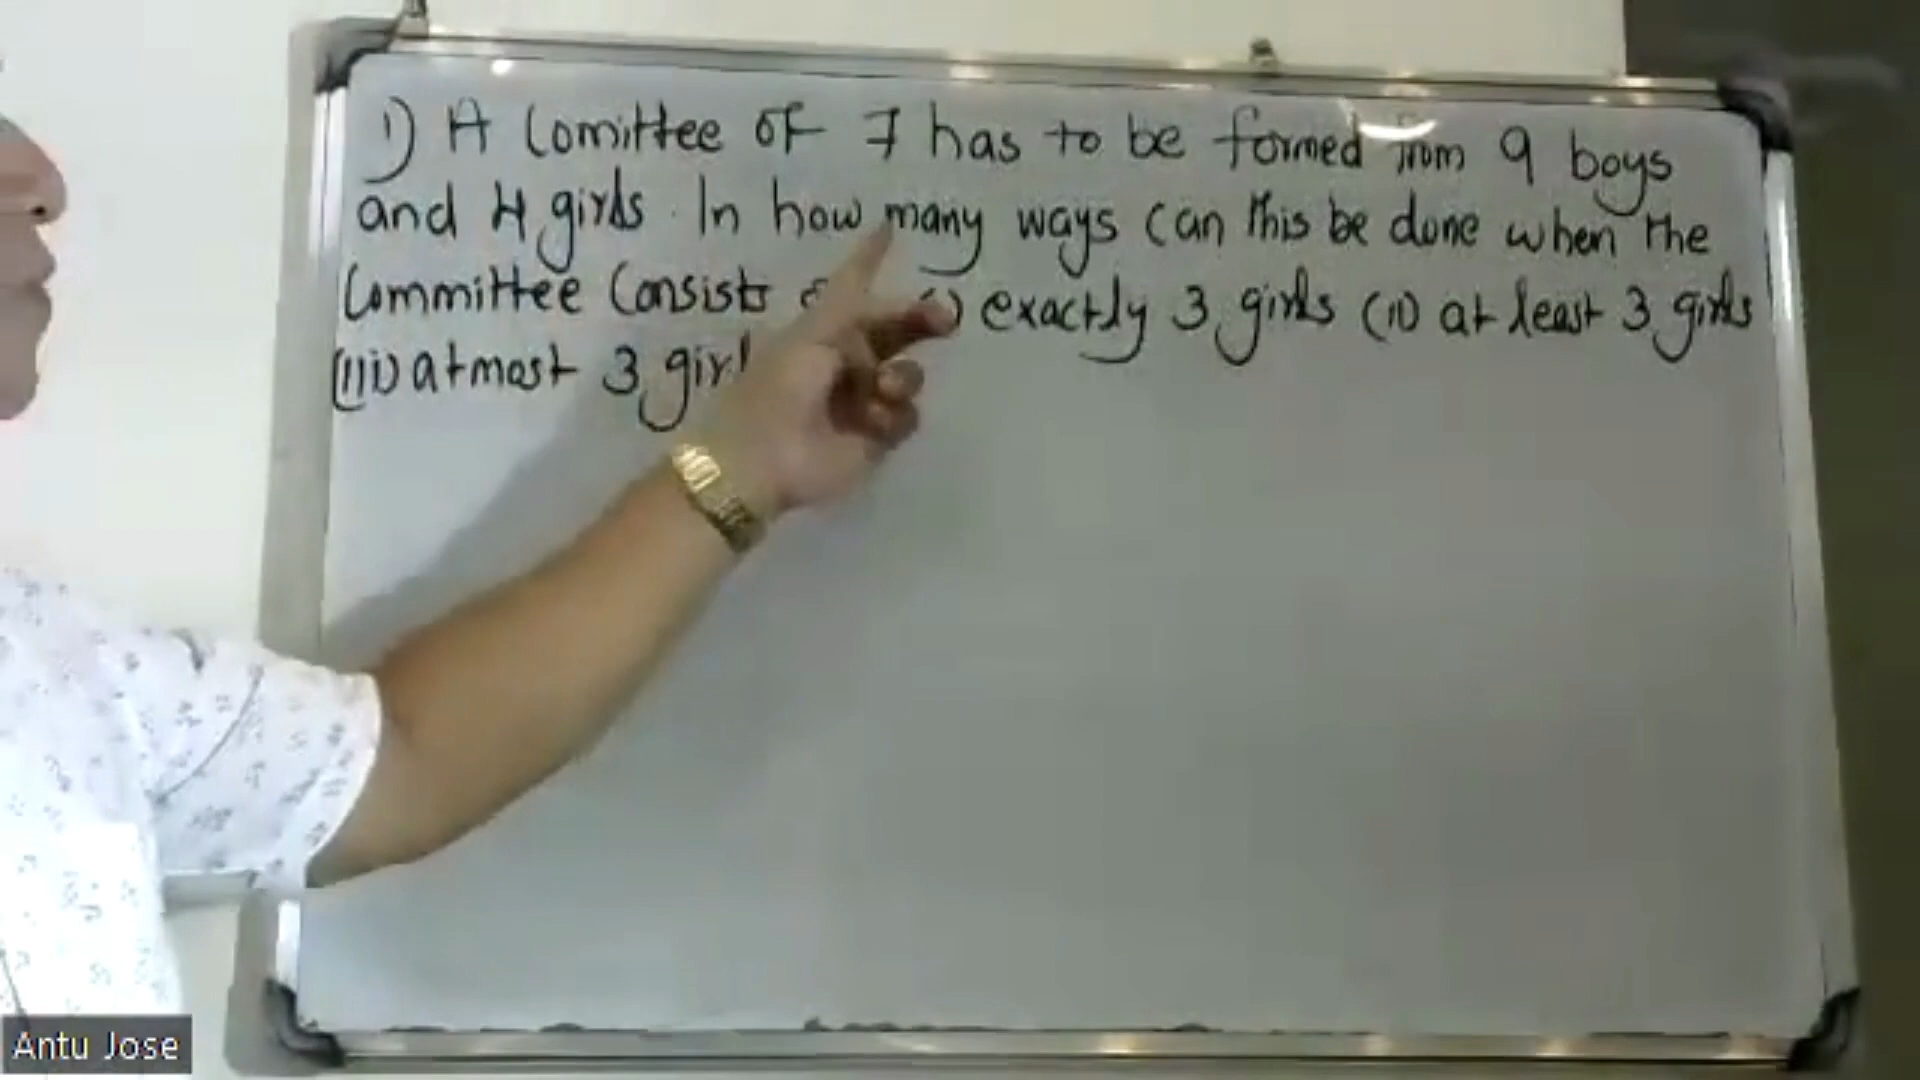 1) A Comittee OF 7 has to be formed from 9 boys
and 4 girls. In how many ways can this be done when the
Committee Consists (i) exactly 3 girls (ii) at least 3 girls
(iii) atmost 3 girl
Antu Jose